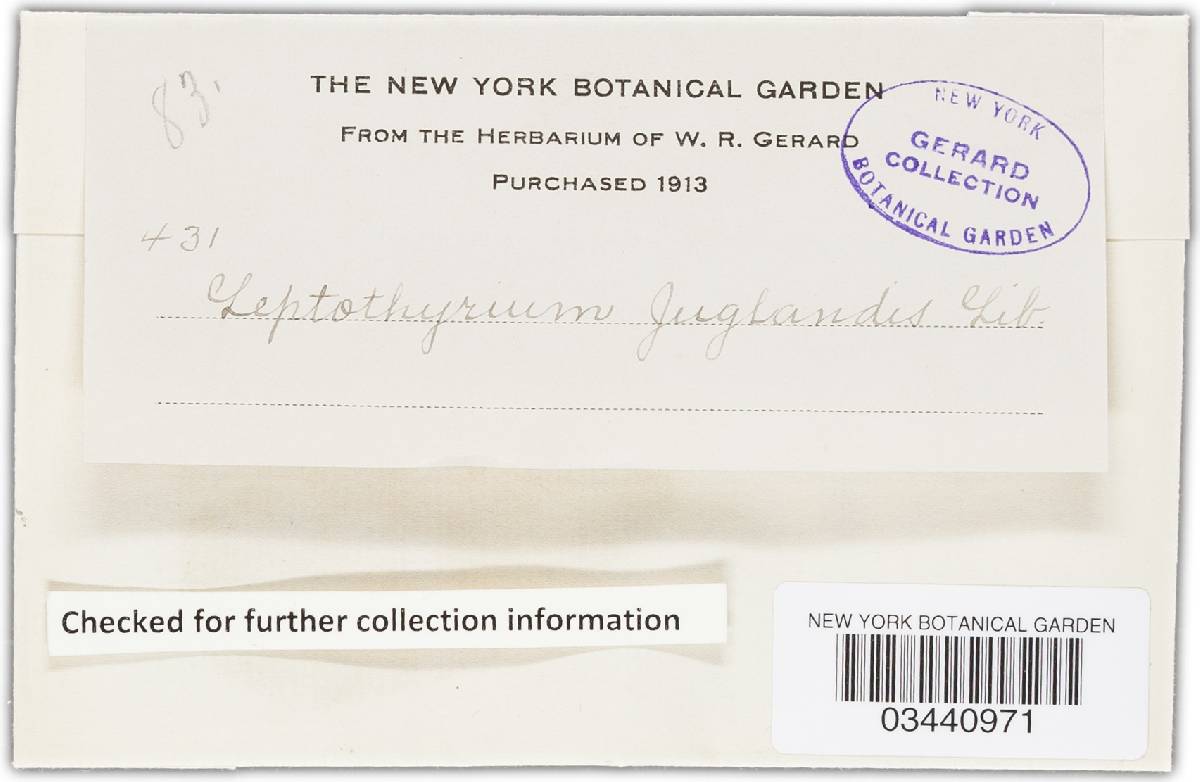 83.
THE NEW YORK BOTANICAL GARDEN
FROM THE HERBARIUM OF W. R. GERARD
PURCHASED 1913
NEW YORK
GERARD
COLLECTION
BOTANICAL GARDEN
431
Leptothyrium Juglandis Lib.
Checked for further collection information
NEW YORK BOTANICAL GARDEN
03440971